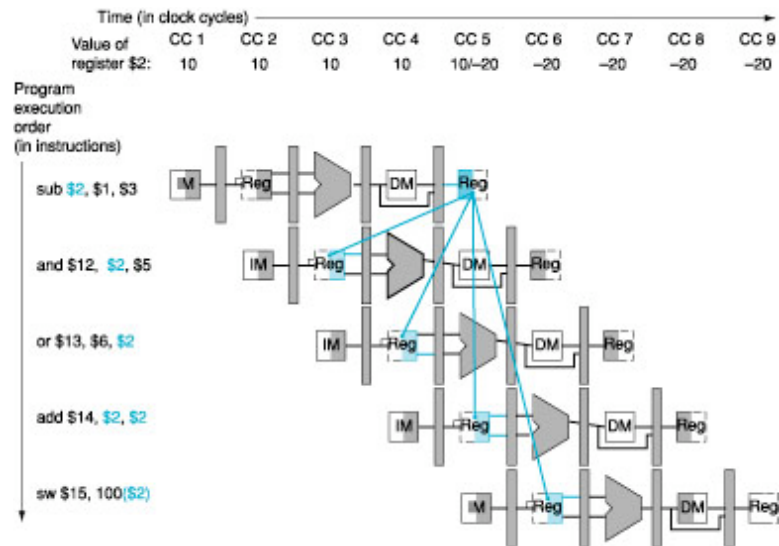 Time (in clock cycles)
Value of CC 1 CC 2 CC 3 CC 4 CC 5 CC 6 CC 7 CC 8 CC 9
register $2: 10 10 10 10 10/–20 –20 –20 –20 –20
Program
execution
order
(in instructions)
sub $2, $1, $3
IM Reg DM Reg
and $12, $2, $5
IM Reg DM Reg
or $13, $6, $2
IM Reg DM Reg
add $14, $2, $2
IM Reg DM Reg
sw $15, 100($2)
IM Reg DM Reg